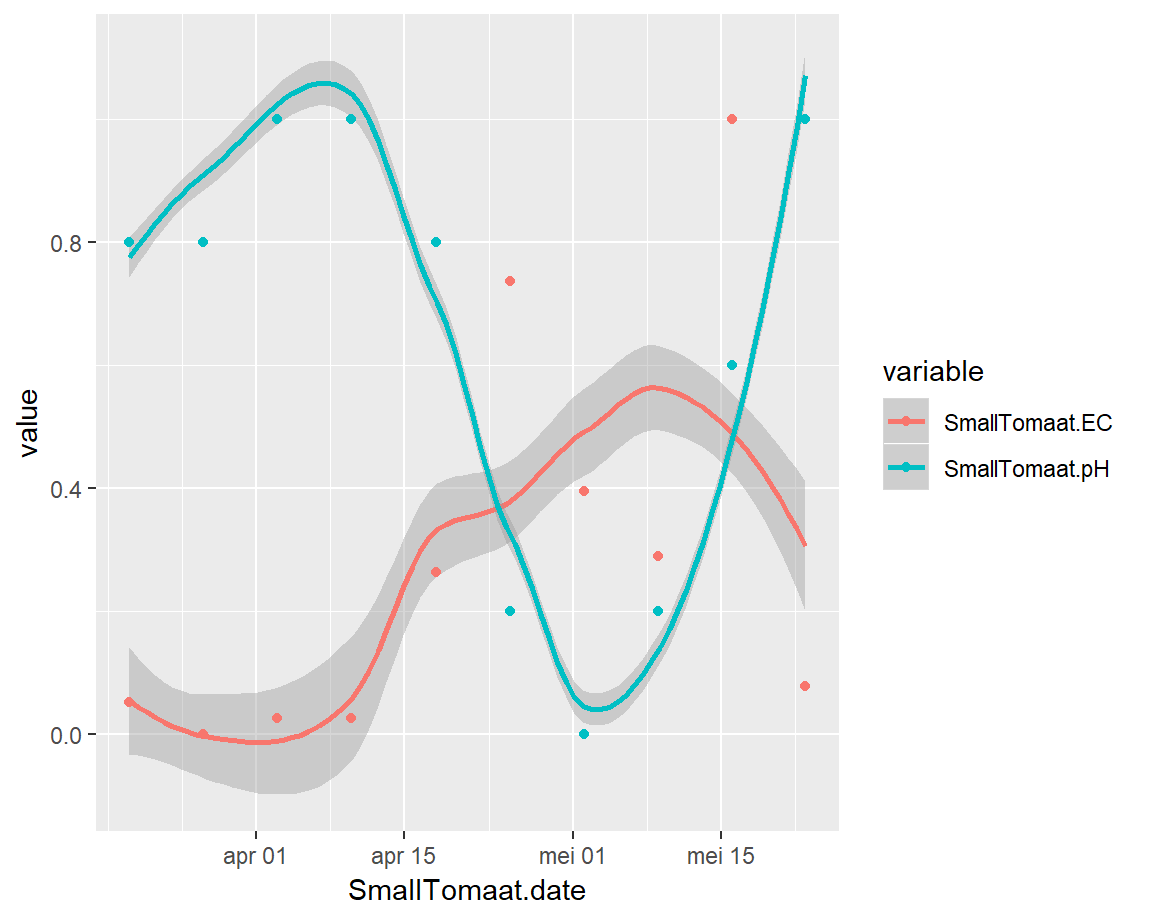 0.8
0.4
0.0
value
apr 01
apr 15
mei 01
mei 15
SmallTomaat.date
variable
SmallTomaat.EC
SmallTomaat.pH